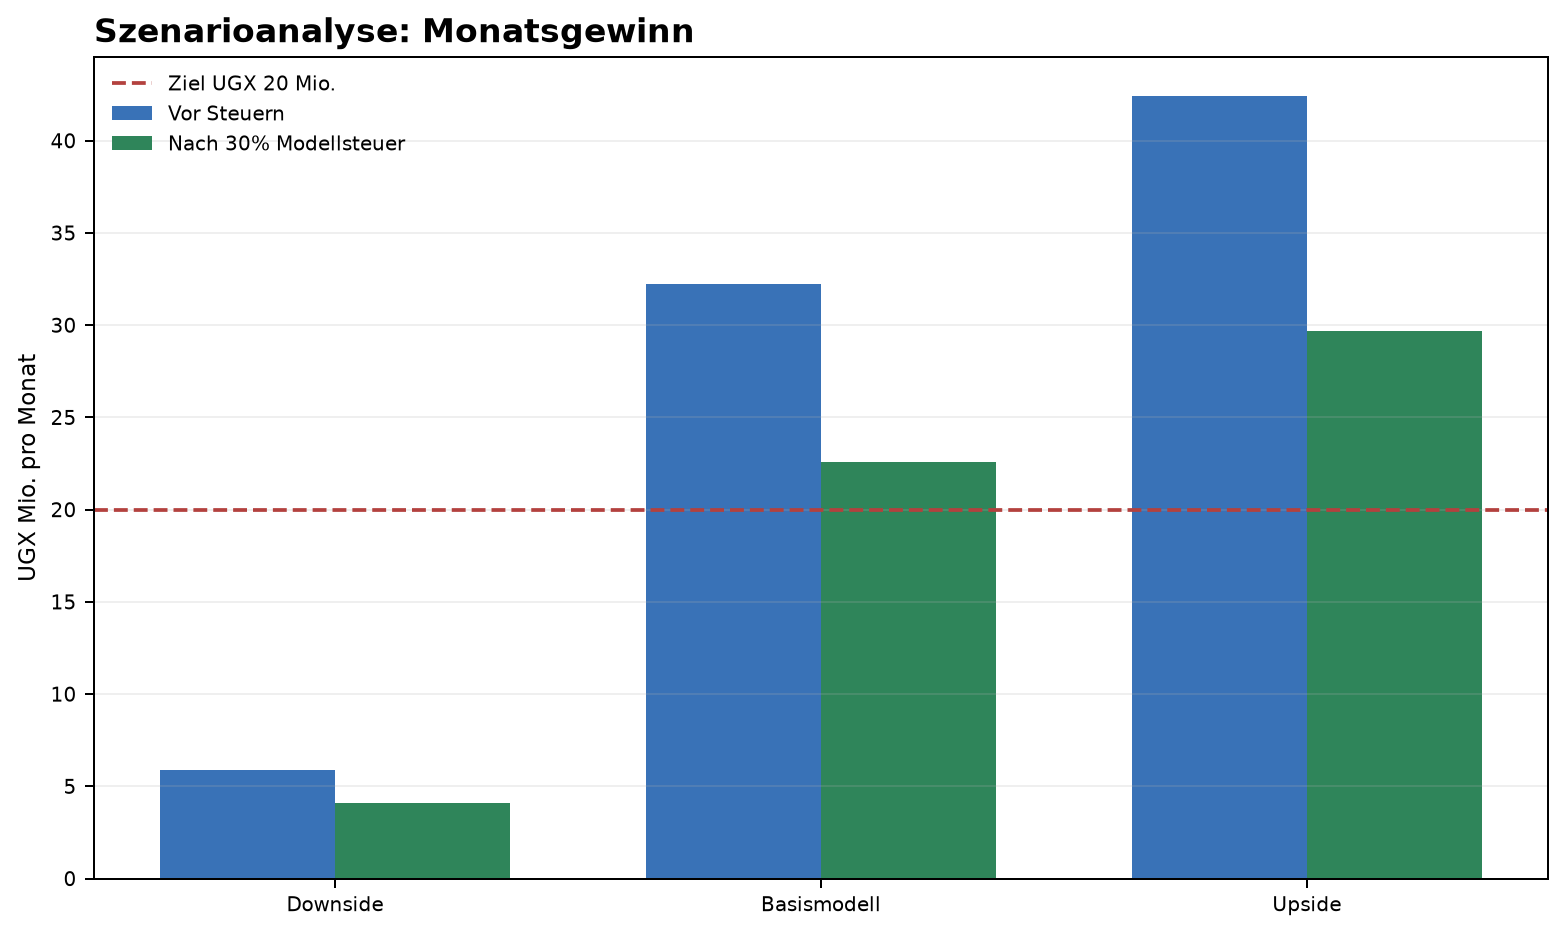 Szenarioanalyse: Monatsgewinn
Ziel UGX 20 Mio.
Vor Steuern
Nach 30% Modellsteuer
UGX Mio. pro Monat
40
35
30
25
20
15
10
5
0
Downside
Basismodell
Upside